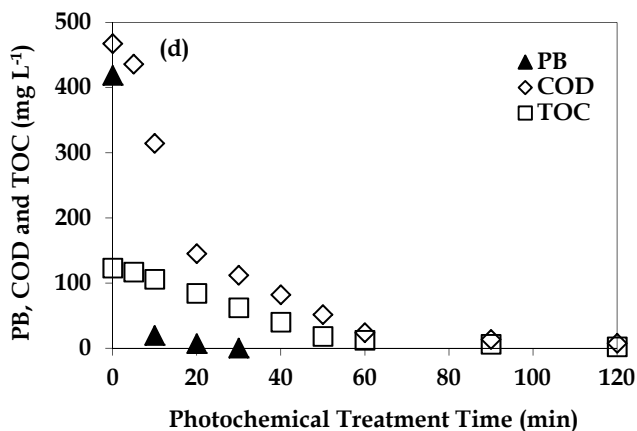 PB, COD and TOC (mg L-1)
500
400
300
200
100
0
(d)
PB
COD
TOC
0 20 40 60 80 100 120
Photochemical Treatment Time (min)